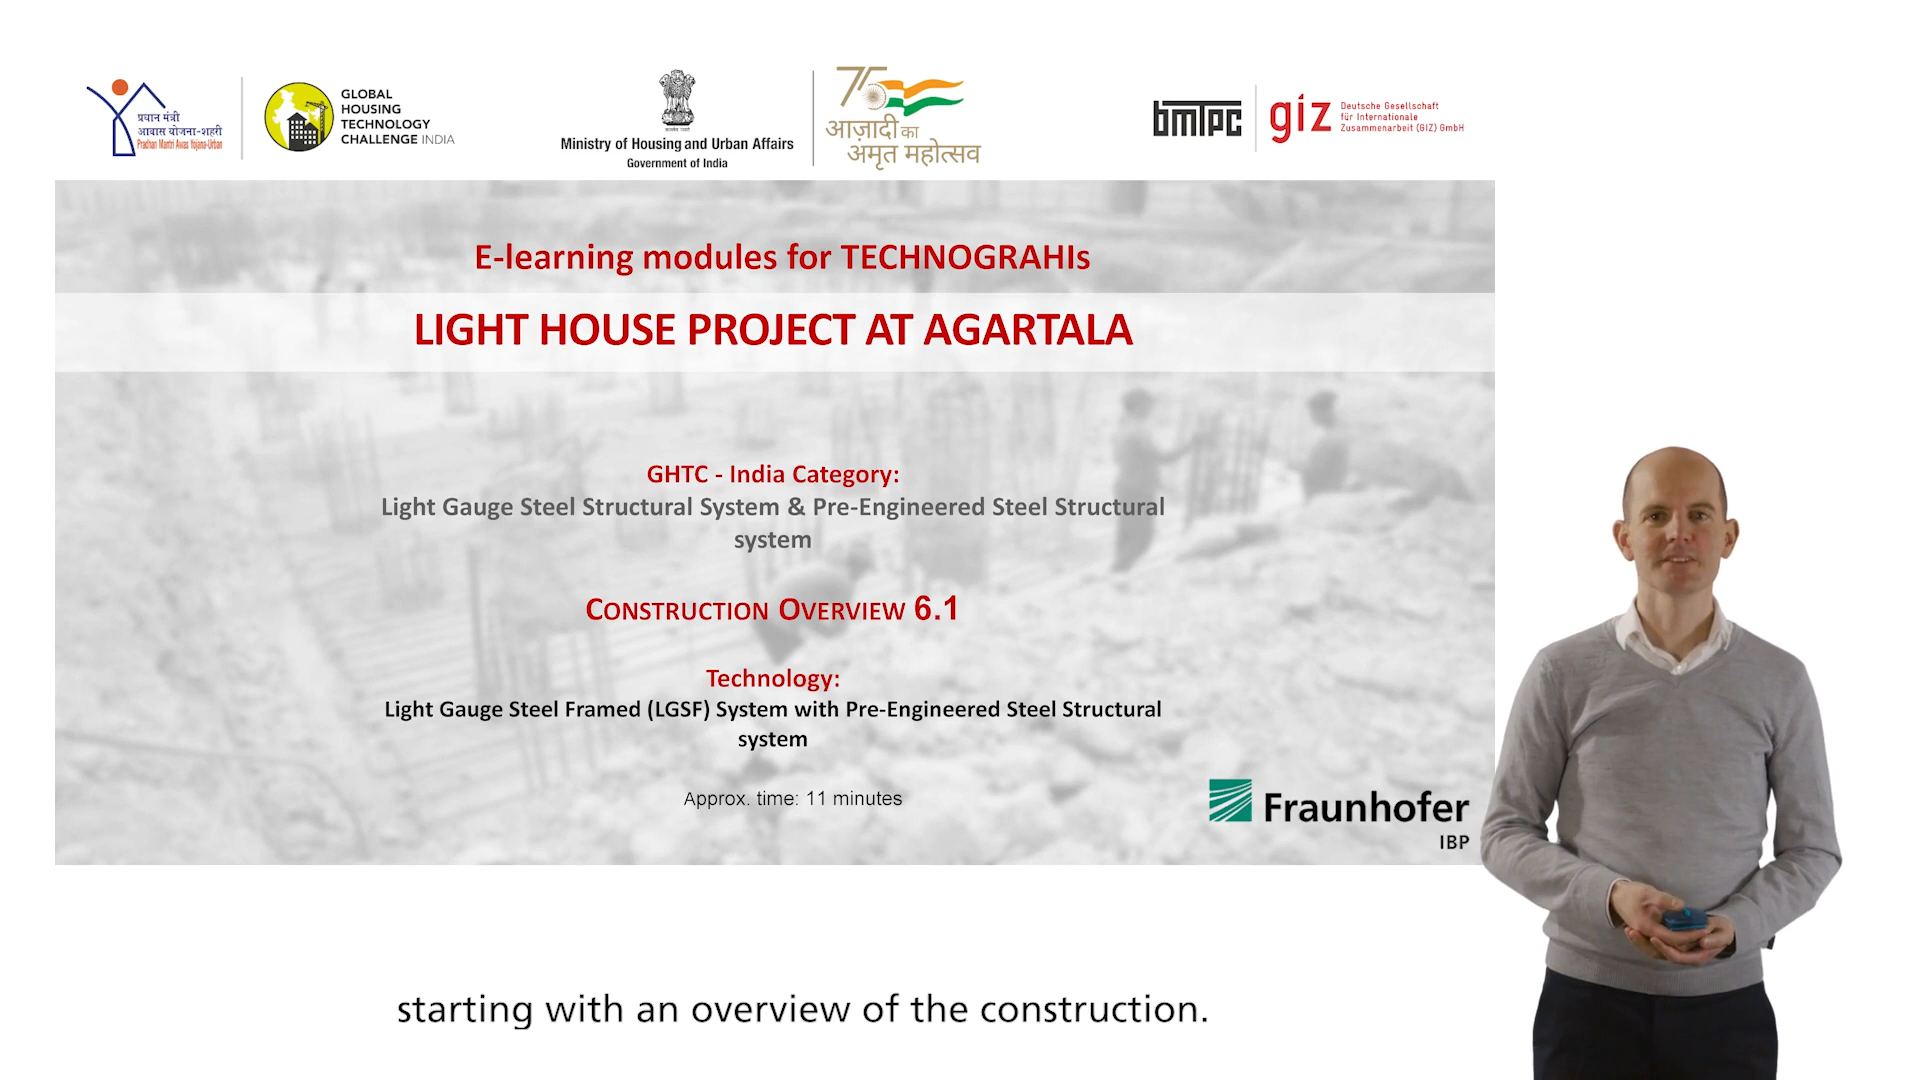 प्रधान मंत्री
आवास योजना-शहरी
Pradhan Mantri Awas Yojana-Urban
GLOBAL
HOUSING
TECHNOLOGY
CHALLENGE INDIA
सत्यमेव जयते
Ministry of Housing and Urban Affairs
Government of India
75
आज़ादी का
अमृत महोत्सव
bmtpc
giz
Deutsche Gesellschaft
für Internationale
Zusammenarbeit (GIZ) GmbH
E-learning modules for TECHNOGRAHIs
LIGHT HOUSE PROJECT AT AGARTALA
GHTC - India Category:
Light Gauge Steel Structural System & Pre-Engineered Steel Structural
system
CONSTRUCTION OVERVIEW 6.1
Technology:
Light Gauge Steel Framed (LGSF) System with Pre-Engineered Steel Structural
system
Approx. time: 11 minutes
Fraunhofer
IBP
starting with an overview of the construction.